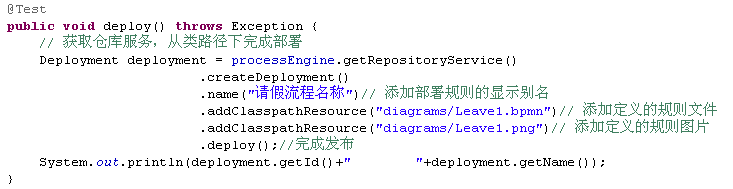 @Test
public void deploy() throws Exception {
// 获取仓库服务，从类路径下完成部署
Deployment deployment = processEngine.getRepositoryService()
.createDeployment()
.name("请假流程名称")// 添加部署规则的显示别名
.addClasspathResource("diagrams/Leave1.bpmn")// 添加定义的规则文件
.addClasspathResource("diagrams/Leave1.png")// 添加定义的规则图片
.deploy();//完成发布
System.out.println(deployment.getId()+"        "+deployment.getName());
}